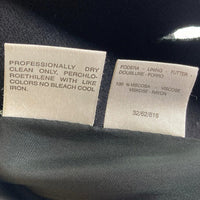 PROFESSIONALLY DRY
CLEAN ONLY, PERCHLO-
ROETHILENE WITH LIKE
COLORS NO BLEACH COOL
IRON.
FODERA - LINING - FUTTER
DOUBLURE FORRO
VISCOSA - VISCOSE
VISKOSE - RAYON
32/62/616